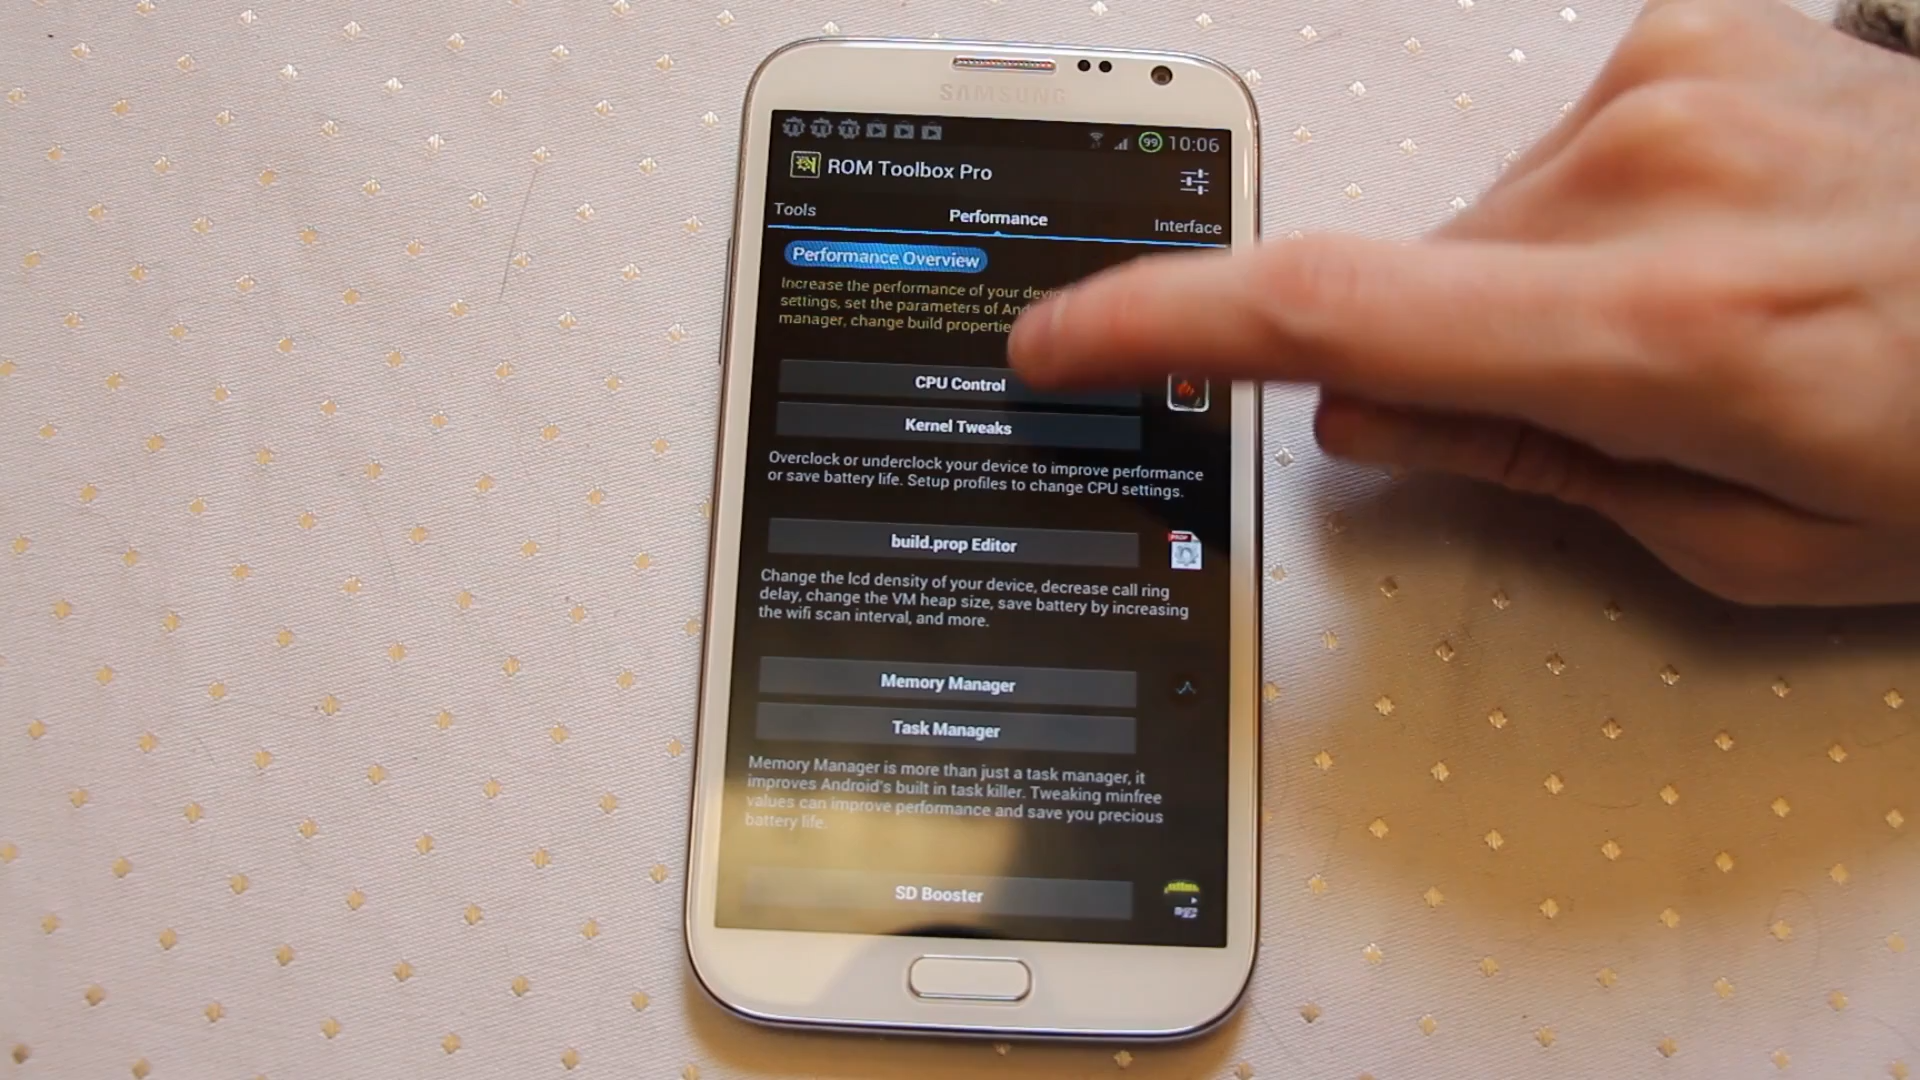 SAMSUNG
99 10:06
ROM Toolbox Pro
Tools Performance Interface
Performance Overview
Increase the performance of your device
settings, set the parameters of
manager, change build
CPU Control
Kernel Tweaks
Overclock or underclock your device to improve performance
or save battery life. Setup profiles to change CPU settings.
build.prop Editor
PROP
Change the lcd density of your device, decrease call ring
delay, change the VM heap size, save battery by increasing
the wifi scan interval, and more.
Memory Manager
Task Manager
Memory Manager is more than just a task manager, it
improves Android's built in task killer. Tweaking minfree
values can improve performance and save you precious
battery life.
SD Booster